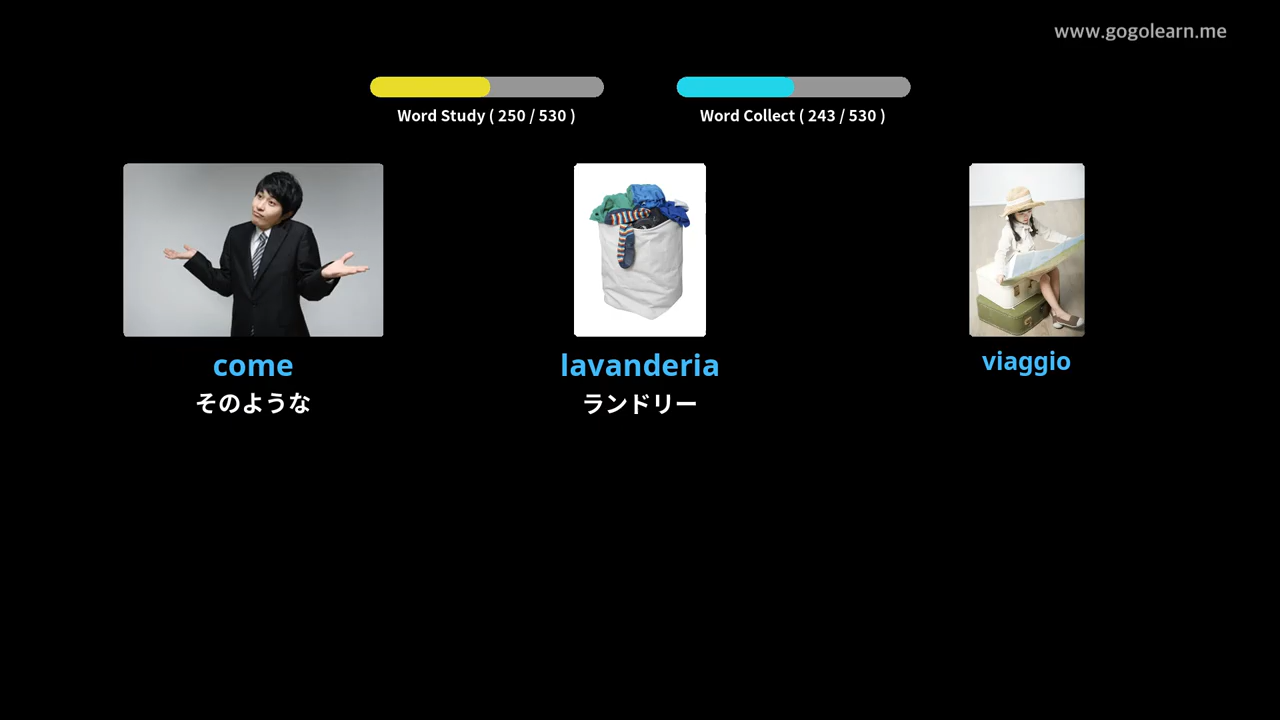 www.gogolearn.me
Word Study ( 250 / 530 )
Word Collect ( 243 / 530 )
come
そのような
lavanderia
ランドリー
viaggio